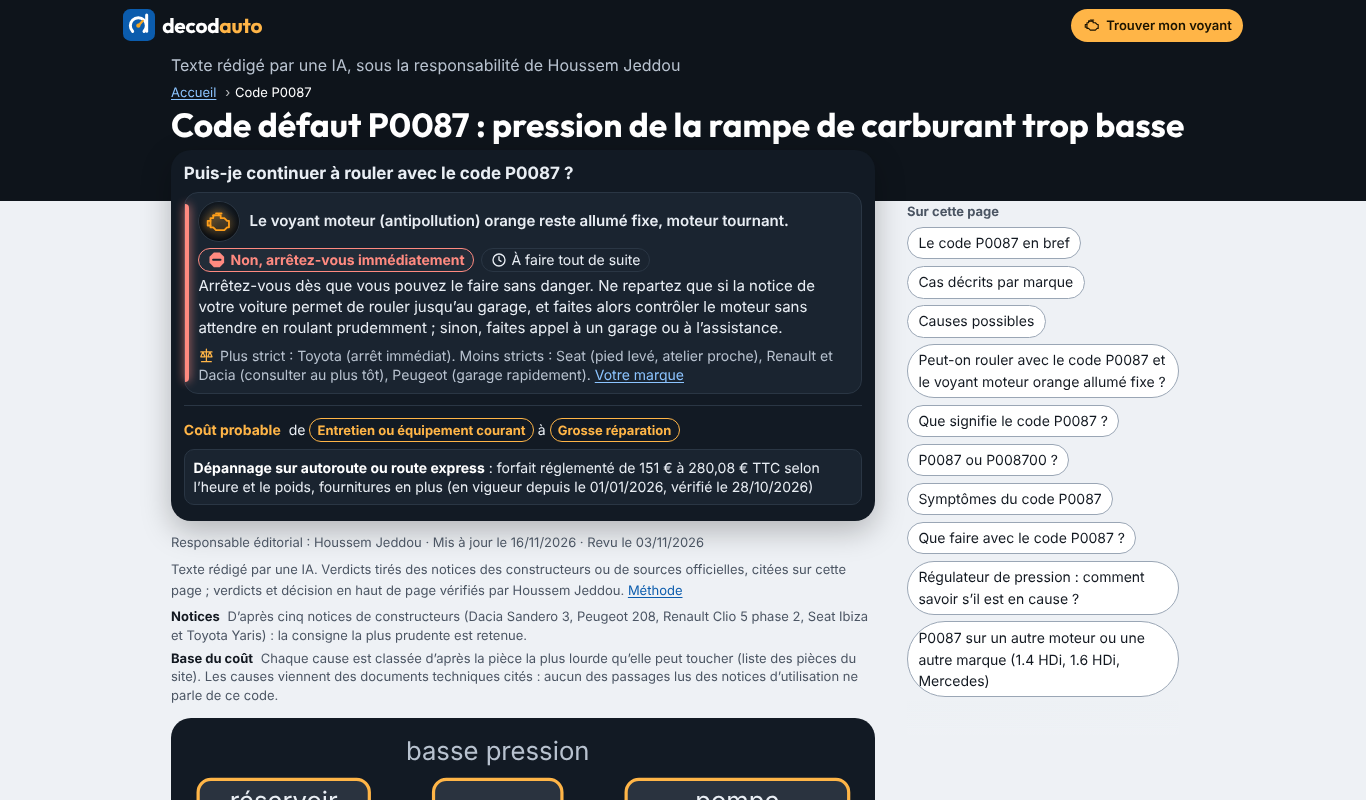 decodauto
Trouver mon voyant
Texte rédigé par une IA, sous la responsabilité de Houssem Jeddou
Accueil › Code P0087
Code défaut P0087 : pression de la rampe de carburant trop basse
Puis-je continuer à rouler avec le code P0087 ?
Le voyant moteur (antipollution) orange reste allumé fixe, moteur tournant.
Non, arrêtez-vous immédiatement
À faire tout de suite
Arrêtez-vous dès que vous pouvez le faire sans danger. Ne repartez que si la notice de
votre voiture permet de rouler jusqu’au garage, et faites alors contrôler le moteur sans
attendre en roulant prudemment ; sinon, faites appel à un garage ou à l’assistance.
Plus strict : Toyota (arrêt immédiat). Moins stricts : Seat (pied levé, atelier proche), Renault et
Dacia (consulter au plus tôt), Peugeot (garage rapidement). Votre marque
Coût probable de Entretien ou équipement courant à Grosse réparation
Dépannage sur autoroute ou route express : forfait réglementé de 151 € à 280,08 € TTC selon
l’heure et le poids, fournitures en plus (en vigueur depuis le 01/01/2026, vérifié le 28/10/2026)
Responsable éditorial : Houssem Jeddou · Mis à jour le 16/11/2026 · Revu le 03/11/2026
Texte rédigé par une IA. Verdicts tirés des notices des constructeurs ou de sources officielles, citées sur cette
page ; verdicts et décision en haut de page vérifiés par Houssem Jeddou. Méthode
Notices D’après cinq notices de constructeurs (Dacia Sandero 3, Peugeot 208, Renault Clio 5 phase 2, Seat Ibiza
et Toyota Yaris) : la consigne la plus prudente est retenue.
Base du coût Chaque cause est classée d’après la pièce la plus lourde qu’elle peut toucher (liste des pièces du
site). Les causes viennent des documents techniques cités : aucun des passages lus des notices d’utilisation ne
parle de ce code.
basse pression
réservoir
pompe
Sur cette page
Le code P0087 en bref
Cas décrits par marque
Causes possibles
Peut-on rouler avec le code P0087 et
le voyant moteur orange allumé fixe ?
Que signifie le code P0087 ?
P0087 ou P008700 ?
Symptômes du code P0087
Que faire avec le code P0087 ?
Régulateur de pression : comment
savoir s’il est en cause ?
P0087 sur un autre moteur ou une
autre marque (1.4 HDi, 1.6 HDi,
Mercedes)